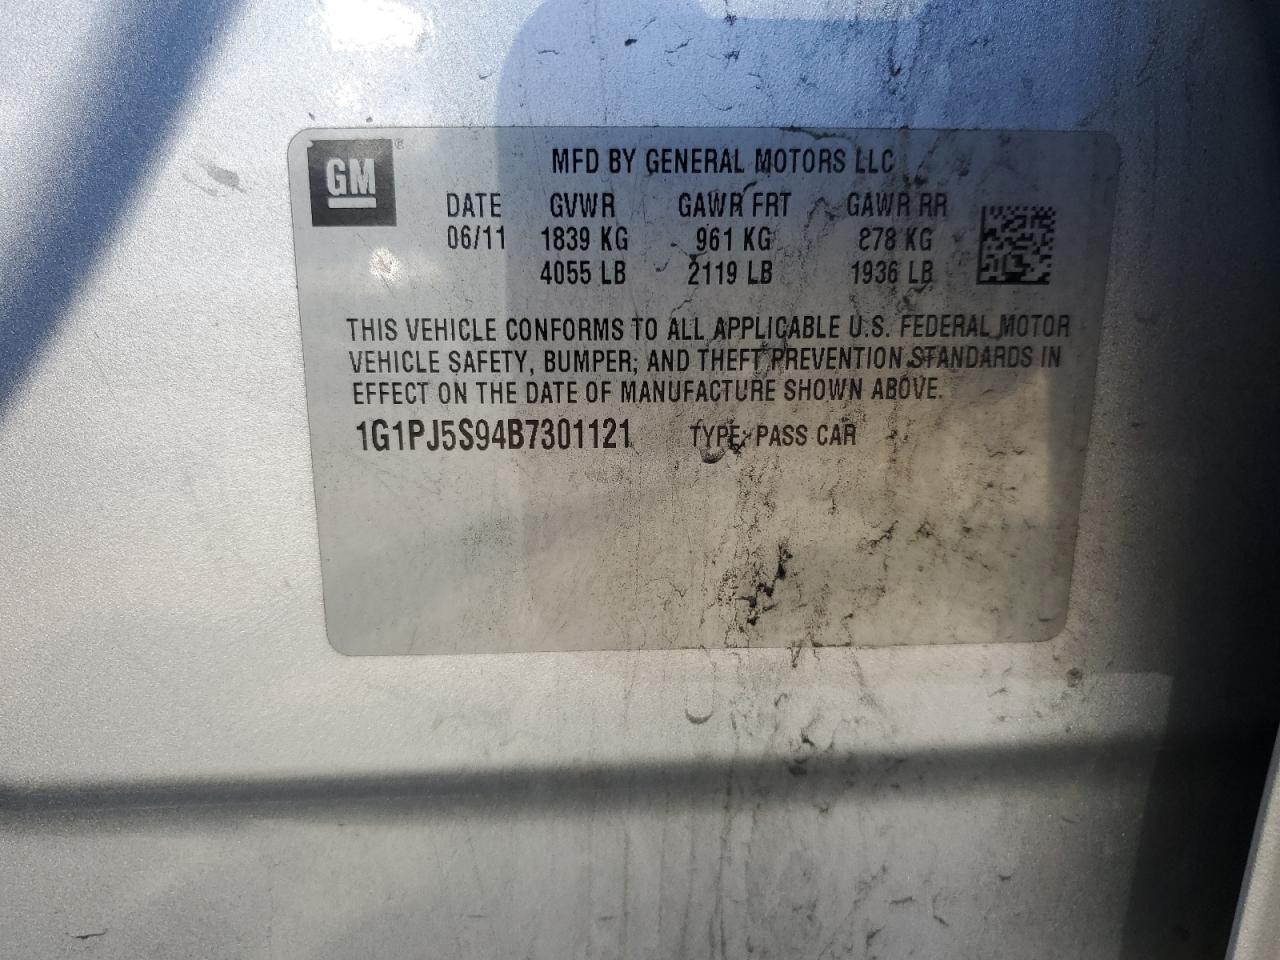 GM®
MFD BY GENERAL MOTORS LLC
DATE GVWR GAWR FRT GAWR RR
06/11 1839 KG 961 KG 878 KG
4055 LB 2119 LB 1936 LB
THIS VEHICLE CONFORMS TO ALL APPLICABLE U.S. FEDERAL MOTOR
VEHICLE SAFETY, BUMPER, AND THEFT PREVENTION STANDARDS IN
EFFECT ON THE DATE OF MANUFACTURE SHOWN ABOVE.
1G1PJ5S94B7301121 TYPE: PASS CAR